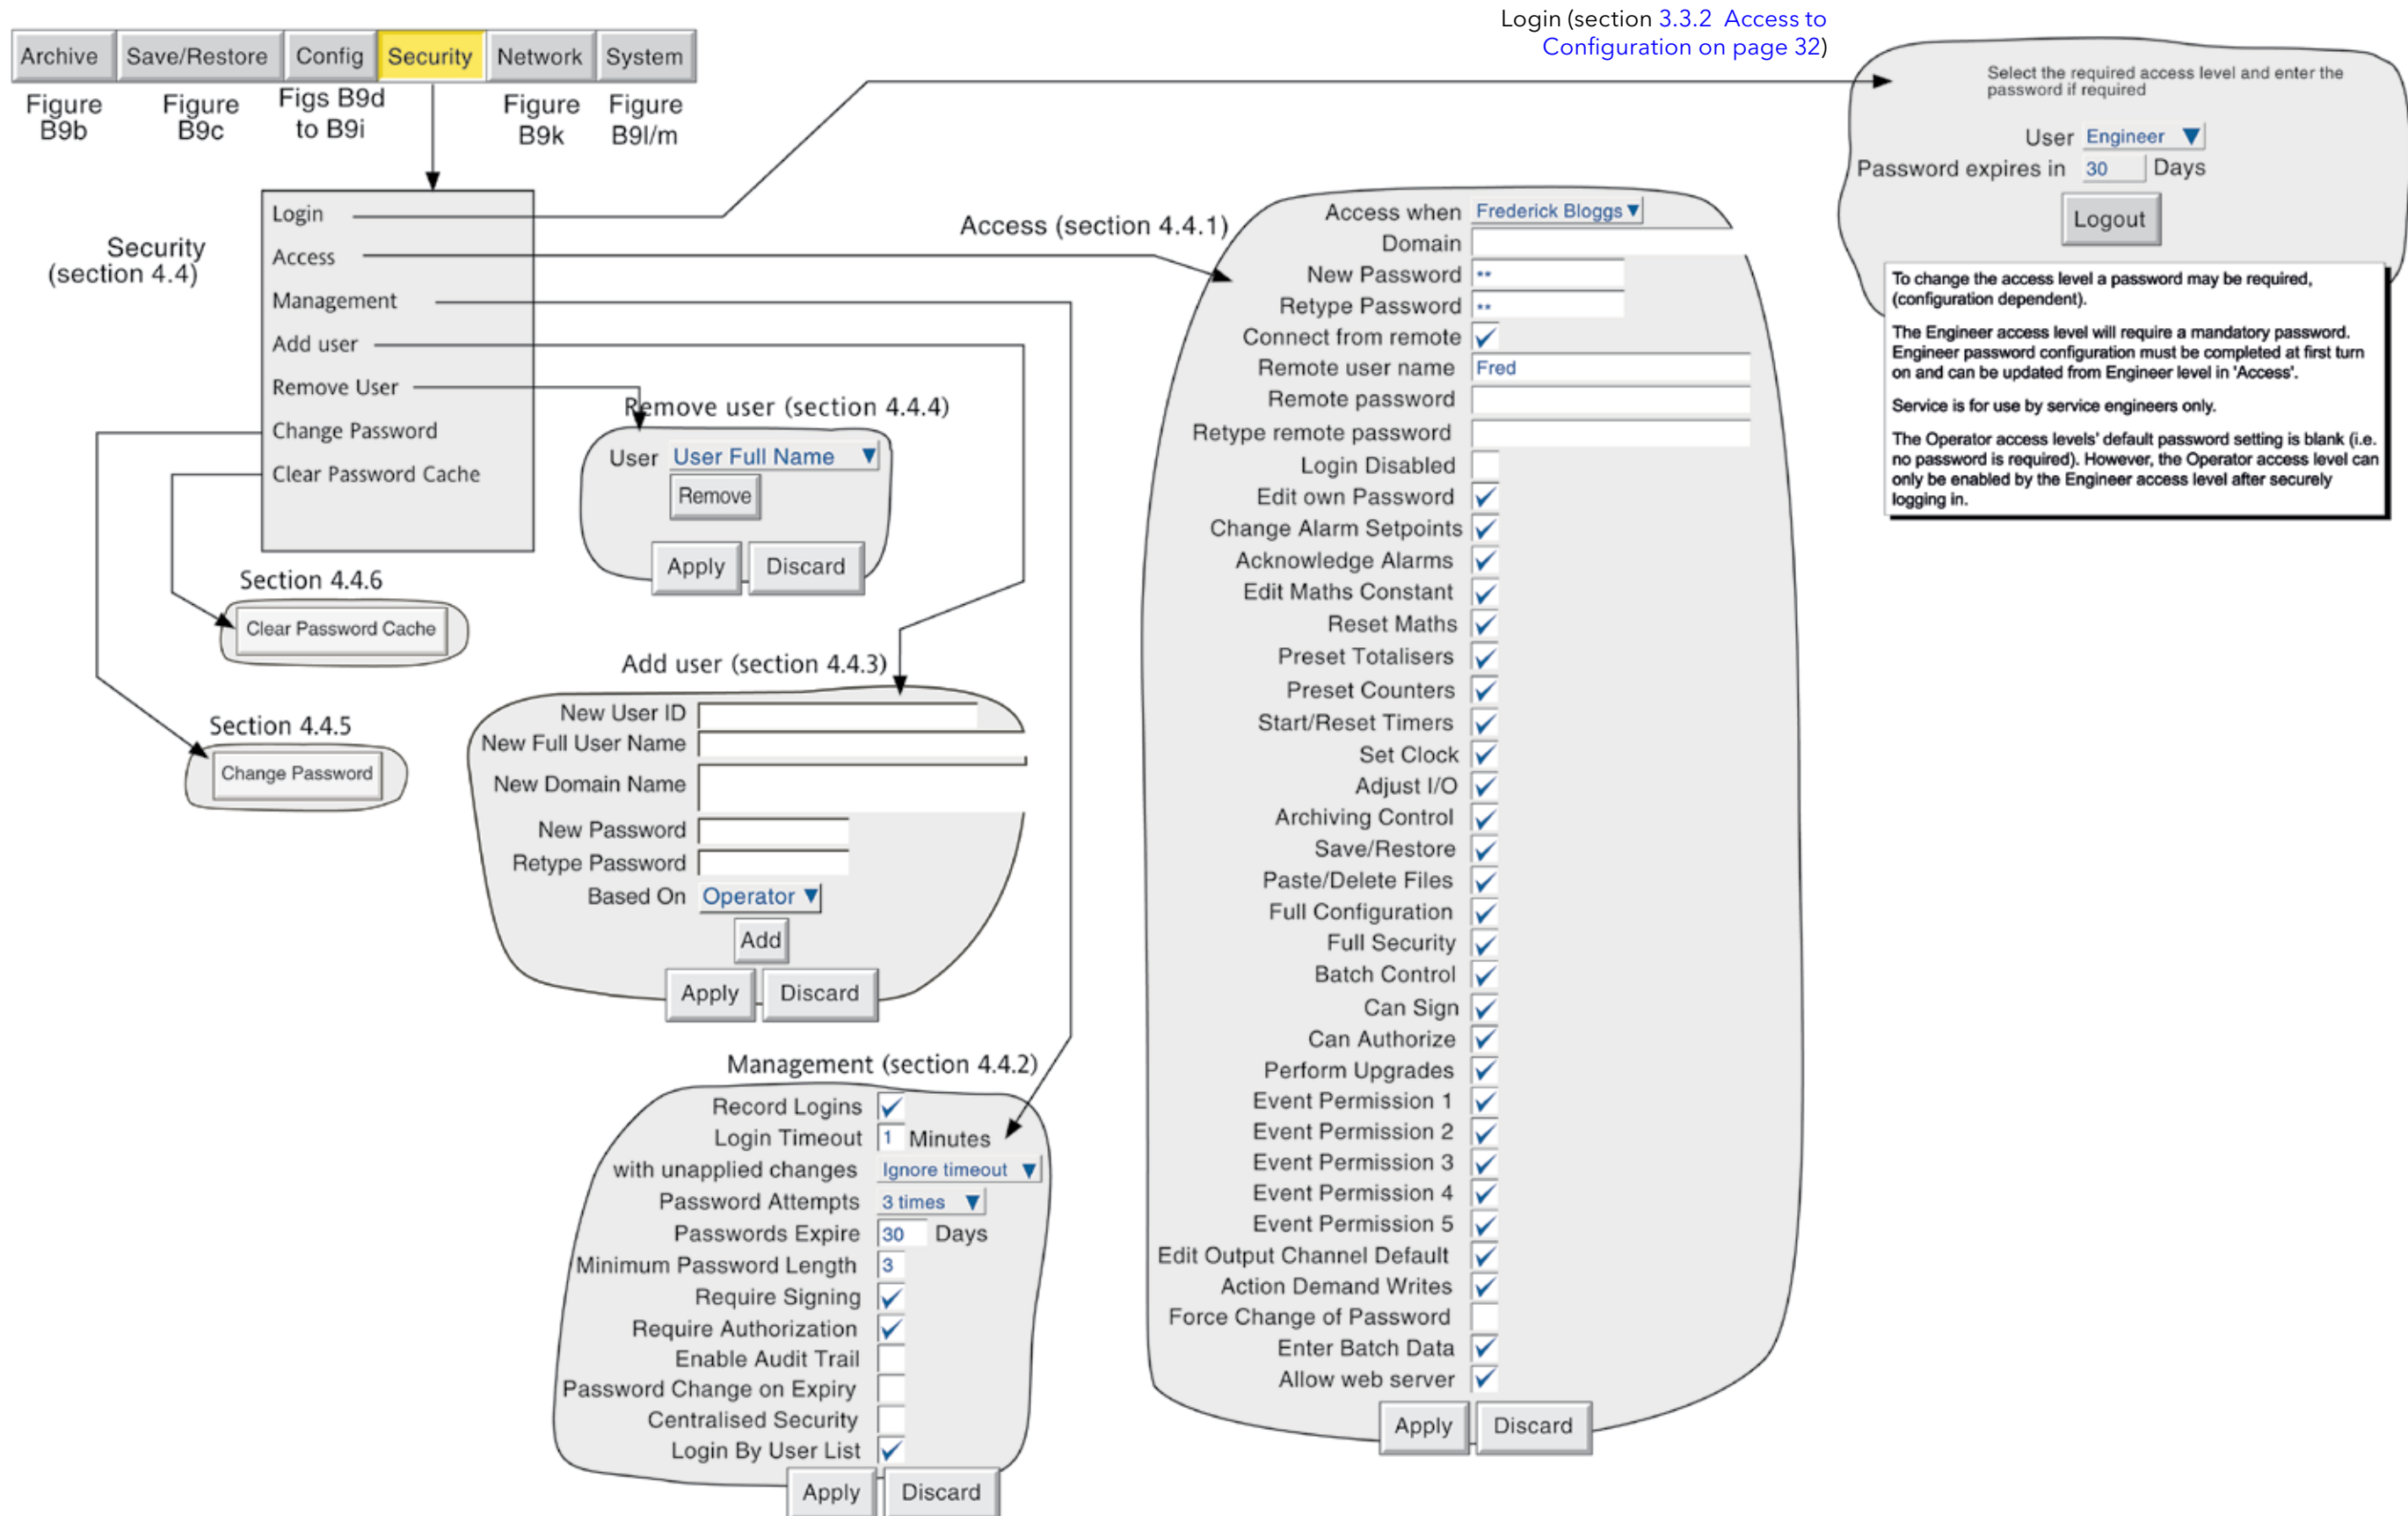 Login (section 3.3.2 Access to
Configuration on page 32)
Archive Save/Restore Config Security Network System
Figure
B9b
Figure
B9c
Figs B9d
to B9i
Figure
B9k
Figure
B9l/m
Security
(section 4.4)
Login
Access
Management
Add user
Remove User
Change Password
Clear Password Cache
Select the required access level and enter the
password if required
User Engineer
Password expires in 30 Days
Logout
To change the access level a password may be required,
(configuration dependent).
The Engineer access level will require a mandatory password.
Engineer password configuration must be completed at first turn
on and can be updated from Engineer level in 'Access'.
Service is for use by service engineers only.
The Operator access levels' default password setting is blank (i.e.
no password is required). However, the Operator access level can
only be enabled by the Engineer access level after securely
logging in.
Access (section 4.4.1)
Access when Frederick Bloggs
Domain
New Password **
Retype Password **
Connect from remote
Remote user name Fred
Remote password
Retype remote password
Login Disabled
Edit own Password
Change Alarm Setpoints
Acknowledge Alarms
Edit Maths Constant
Reset Maths
Preset Totalisers
Preset Counters
Start/Reset Timers
Set Clock
Adjust I/O
Archiving Control
Save/Restore
Paste/Delete Files
Full Configuration
Full Security
Batch Control
Can Sign
Can Authorize
Perform Upgrades
Event Permission 1
Event Permission 2
Event Permission 3
Event Permission 4
Event Permission 5
Edit Output Channel Default
Action Demand Writes
Force Change of Password
Enter Batch Data
Allow web server
Apply Discard
Remove user (section 4.4.4)
User User Full Name
Remove
Apply Discard
Section 4.4.6
Clear Password Cache
Section 4.4.5
Change Password
Add user (section 4.4.3)
New User ID
New Full User Name
New Domain Name
New Password
Retype Password
Based On Operator
Add
Apply Discard
Management (section 4.4.2)
Record Logins
Login Timeout 1 Minutes
with unapplied changes Ignore timeout
Password Attempts 3 times
Passwords Expire 30 Days
Minimum Password Length 3
Require Signing
Require Authorization
Enable Audit Trail
Password Change on Expiry
Centralised Security
Login By User List
Apply Discard